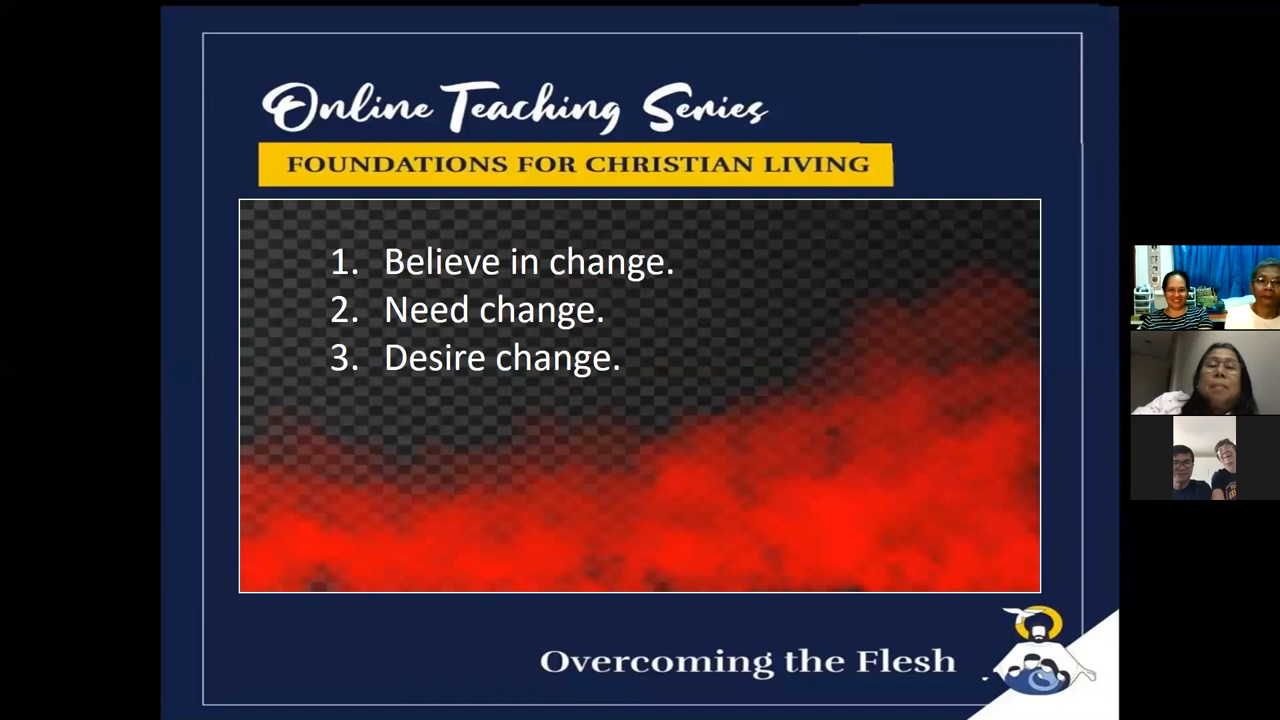 Online Teaching Series
FOUNDATIONS FOR CHRISTIAN LIVING
1. Believe in change.
2. Need change.
3. Desire change.
Overcoming the Flesh